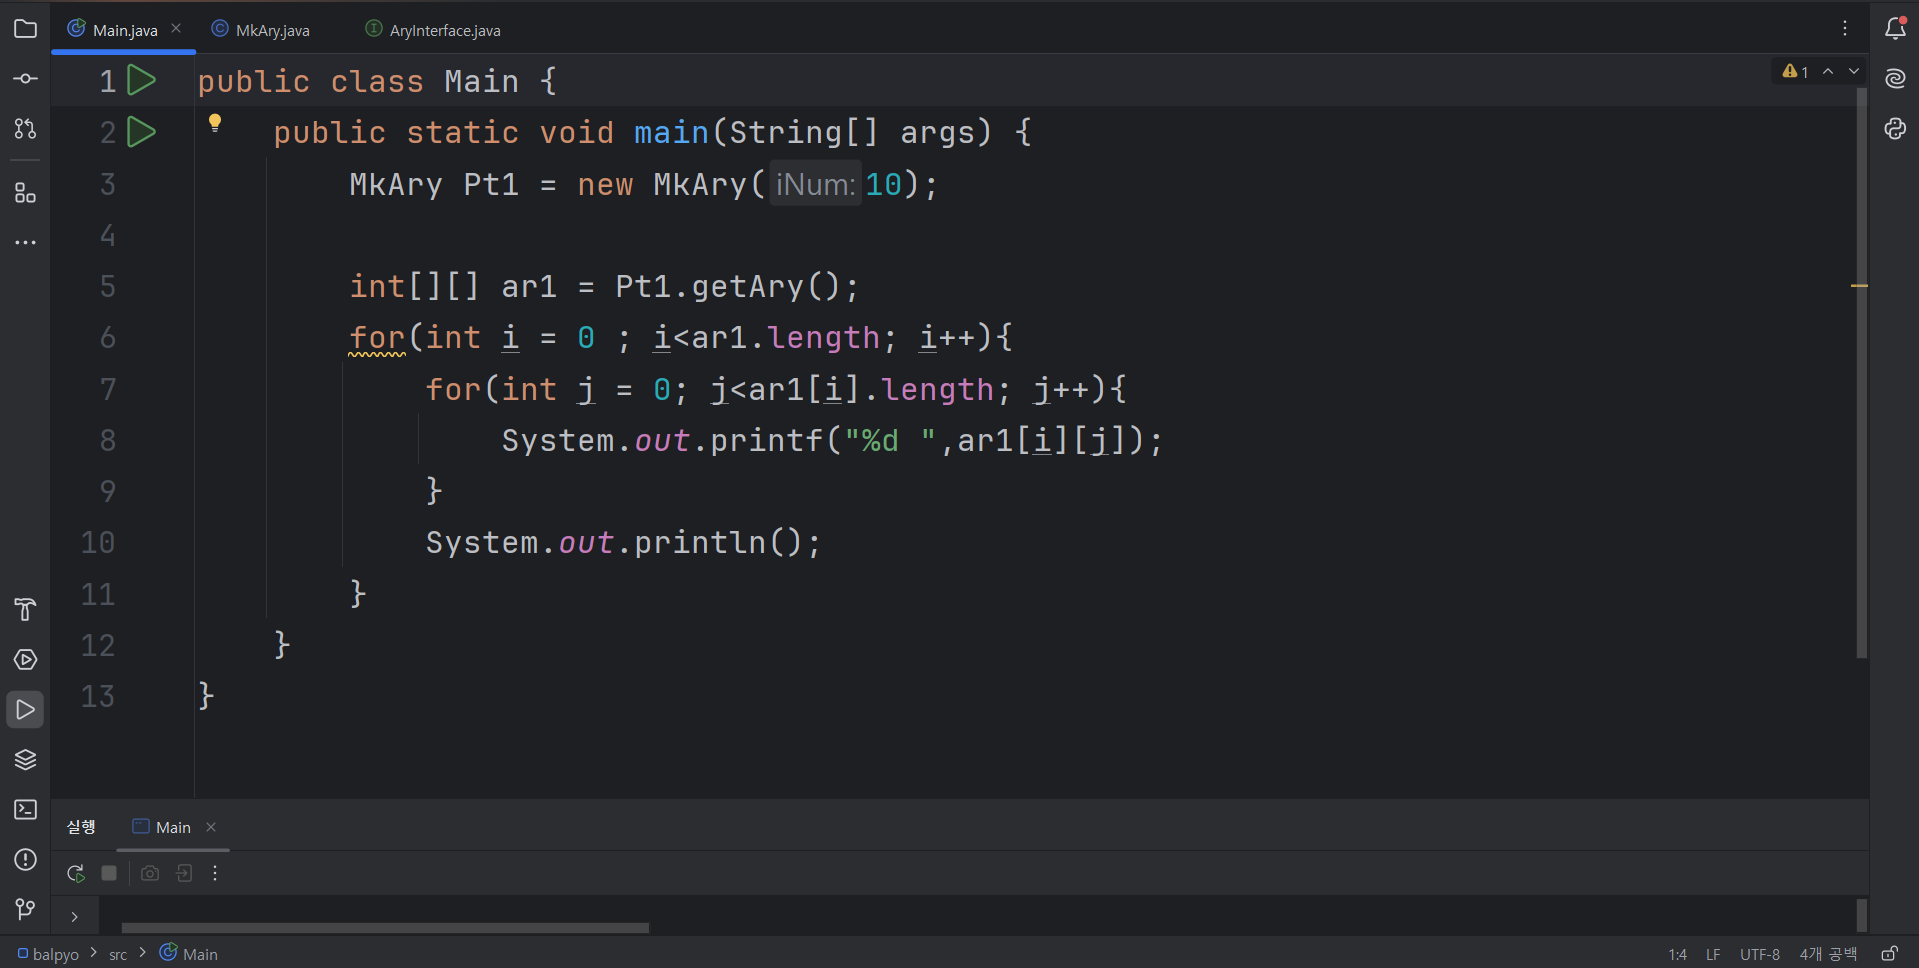 Main.java MkAry.java AryInterface.java
1 public class Main {
1
2     public static void main(String[] args) {
3         MkAry Pt1 = new MkAry( iNum: 10);
4
5         int[][] ar1 = Pt1.getAry();
6         for(int i = 0 ; i<ar1.length; i++){
7             for(int j = 0; j<ar1[i].length; j++){
8                 System.out.printf("%d ",ar1[i][j]);
9             }
10             System.out.println();
11         }
12     }
13 }
실행 Main
balpyo > src > Main 1:4 LF UTF-8 4개 공백